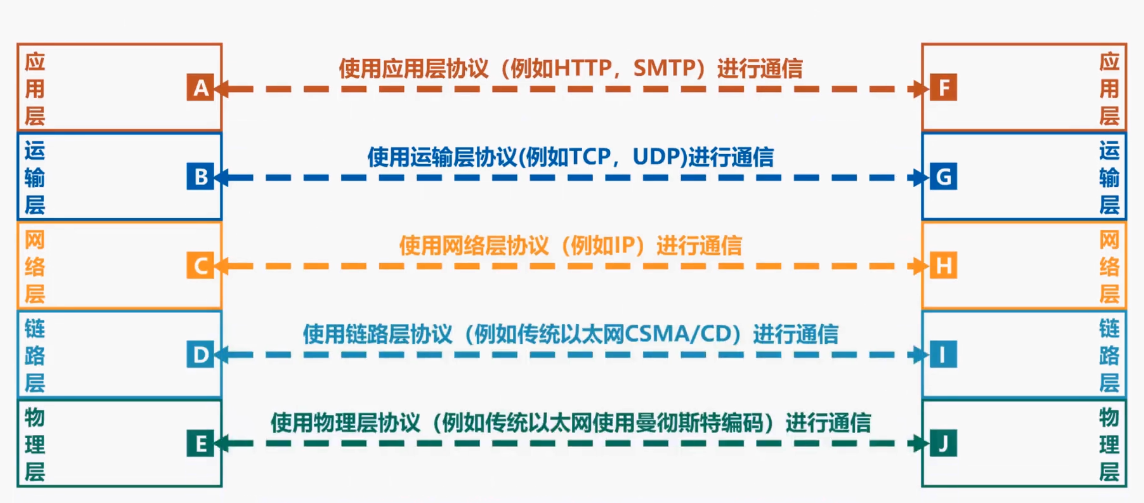 应用层
A
使用应用层协议（例如HTTP，SMTP）进行通信
F
应用层
运输层
B
使用运输层协议(例如TCP，UDP)进行通信
G
运输层
网络层
C
使用网络层协议（例如IP）进行通信
H
网络层
链路层
D
使用链路层协议（例如传统以太网CSMA/CD）进行通信
I
链路层
物理层
E
使用物理层协议（例如传统以太网使用曼彻斯特编码）进行通信
J
物理层